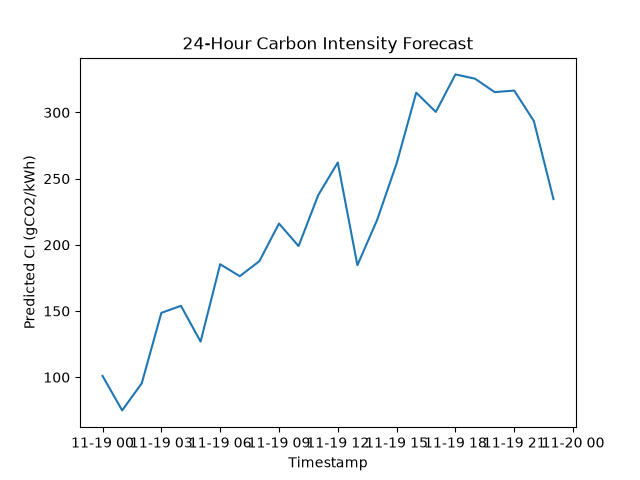 24-Hour Carbon Intensity Forecast
Predicted CI (gCO2/kWh)
300
250
200
150
100
11-19 00 11-19 03 11-19 06 11-19 09 11-19 12 11-19 15 11-19 18 11-19 21 11-20 00
Timestamp